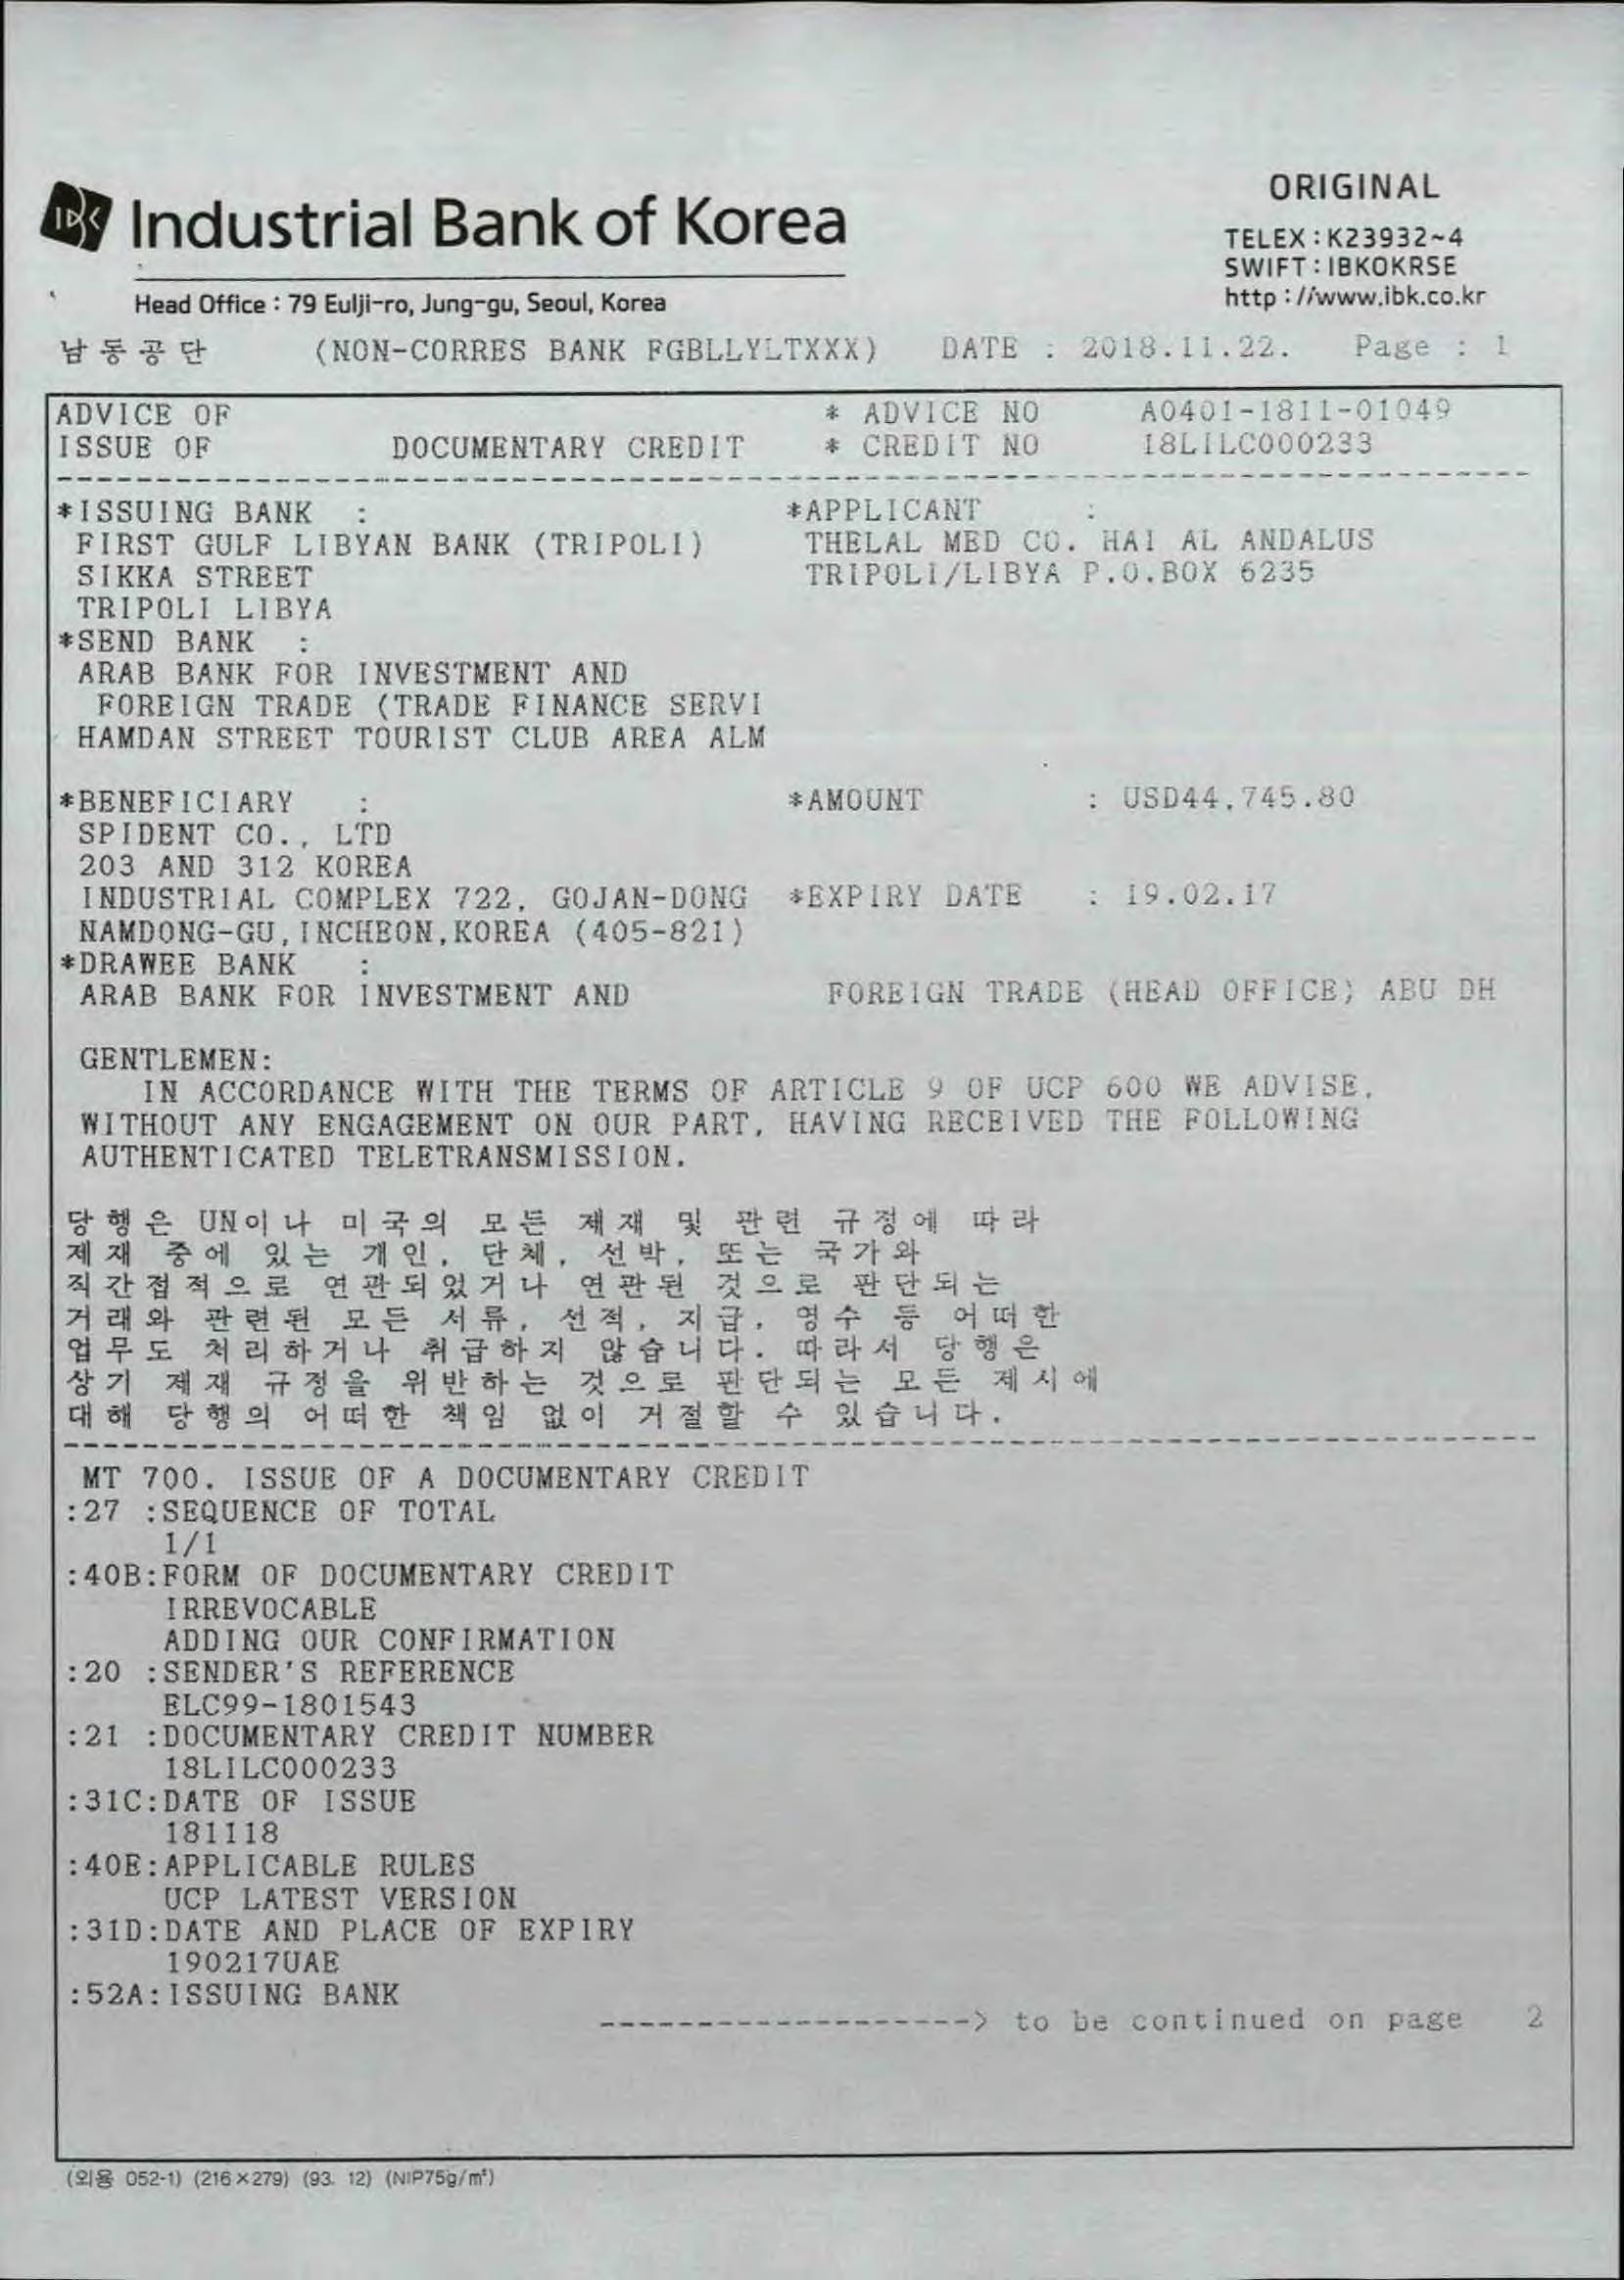 IBK Industrial Bank of Korea
ORIGINAL
TELEX : K23932~4
SWIFT : IBKOKRSE
http : //www.ibk.co.kr
Head Office : 79 Eulji-ro, Jung-gu, Seoul, Korea
남동공단 (NON-CORRES BANK FGBLLYLTXXX) DATE : 2018.11.22. Page : 1
ADVICE OF * ADVICE NO A0401-1811-01049
ISSUE OF DOCUMENTARY CREDIT * CREDIT NO 18LILC000233
*ISSUING BANK : *APPLICANT :
FIRST GULF LIBYAN BANK (TRIPOLI) THELAL MED CO. HAI AL ANDALUS
SIKKA STREET TRIPOLI/LIBYA P.O.BOX 6235
TRIPOLI LIBYA
*SEND BANK :
ARAB BANK FOR INVESTMENT AND
FOREIGN TRADE (TRADE FINANCE SERVI
HAMDAN STREET TOURIST CLUB AREA ALM
*BENEFICIARY : *AMOUNT : USD44,745.80
SPIDENT CO., LTD
203 AND 312 KOREA
INDUSTRIAL COMPLEX 722, GOJAN-DONG *EXPIRY DATE : 19.02.17
NAMDONG-GU,INCHEON,KOREA (405-821)
*DRAWEE BANK :
ARAB BANK FOR INVESTMENT AND FOREIGN TRADE (HEAD OFFICE) ABU DH
GENTLEMEN:
IN ACCORDANCE WITH THE TERMS OF ARTICLE 9 OF UCP 600 WE ADVISE,
WITHOUT ANY ENGAGEMENT ON OUR PART, HAVING RECEIVED THE FOLLOWING
AUTHENTICATED TELETRANSMISSION.
당행은 UN이나 미국의 모든 제재 및 관련 규정에 따라
제재 중에 있는 개인, 단체, 선박, 또는 국가와
직간접적으로 연관되었거나 연관된 것으로 판단되는
거래와 관련된 모든 서류, 선적, 지급, 영수 등 어떠한
업무도 처리하거나 취급하지 않습니다. 따라서 당행은
상기 제재 규정을 위반하는 것으로 판단되는 모든 제시에
대해 당행의 어떠한 책임 없이 거절할 수 있습니다.
MT 700. ISSUE OF A DOCUMENTARY CREDIT
:27 :SEQUENCE OF TOTAL
1/1
:40B:FORM OF DOCUMENTARY CREDIT
IRREVOCABLE
ADDING OUR CONFIRMATION
:20 :SENDER'S REFERENCE
ELC99-1801543
:21 :DOCUMENTARY CREDIT NUMBER
18LILC000233
:31C:DATE OF ISSUE
181118
:40E:APPLICABLE RULES
UCP LATEST VERSION
:31D:DATE AND PLACE OF EXPIRY
190217UAE
:52A:ISSUING BANK
-------------------> to be continued on page 2
(외용 052-1) (216×279) (93. 12) (NIP75g/㎡)